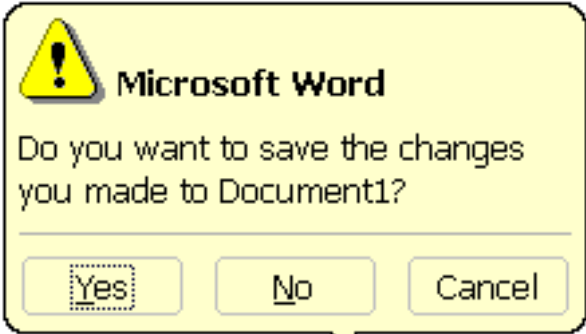 Microsoft Word
Do you want to save the changes
you made to Document1?
Yes
No
Cancel